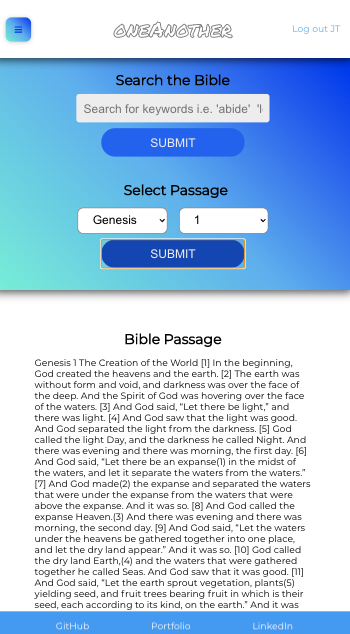 ☰
oneAnother
Log out JT
Search the Bible
Search for keywords i.e. 'abide' 'l
SUBMIT
Select Passage
Genesis 1
SUBMIT
Bible Passage
Genesis 1 The Creation of the World [1] In the beginning,
God created the heavens and the earth. [2] The earth was
without form and void, and darkness was over the face of
the deep. And the Spirit of God was hovering over the face
of the waters. [3] And God said, “Let there be light,” and
there was light. [4] And God saw that the light was good.
And God separated the light from the darkness. [5] God
called the light Day, and the darkness he called Night. And
there was evening and there was morning, the first day. [6]
And God said, “Let there be an expanse(1) in the midst of
the waters, and let it separate the waters from the waters.”
[7] And God made(2) the expanse and separated the waters
that were under the expanse from the waters that were
above the expanse. And it was so. [8] And God called the
expanse Heaven.(3) And there was evening and there was
morning, the second day. [9] And God said, “Let the waters
under the heavens be gathered together into one place,
and let the dry land appear.” And it was so. [10] God called
the dry land Earth,(4) and the waters that were gathered
together he called Seas. And God saw that it was good. [11]
And God said, “Let the earth sprout vegetation, plants(5)
yielding seed, and fruit trees bearing fruit in which is their
seed, each according to its kind, on the earth.” And it was
GitHub Portfolio LinkedIn